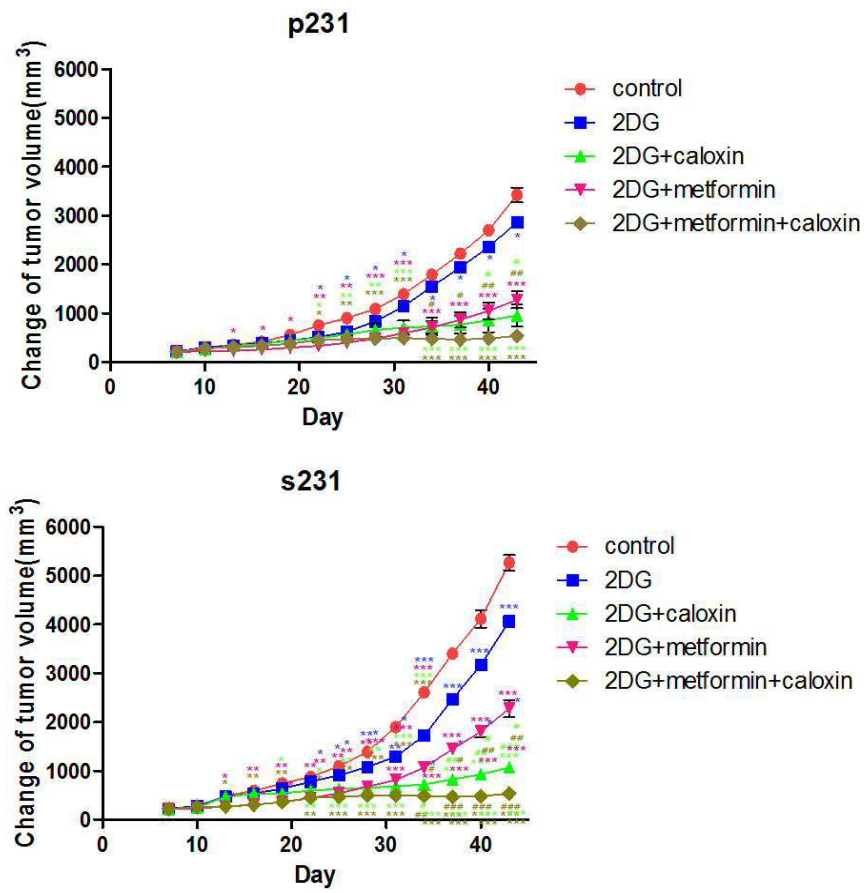 p231
Change of tumor volume(mm3)
6000
5000
4000
3000
2000
1000
0
0
10
20
30
40
Day
control
2DG
2DG+caloxin
2DG+metformin
2DG+metformin+caloxin
s231
Change of tumor volume(mm3)
6000
5000
4000
3000
2000
1000
0
0
10
20
30
40
Day
control
2DG
2DG+caloxin
2DG+metformin
2DG+metformin+caloxin